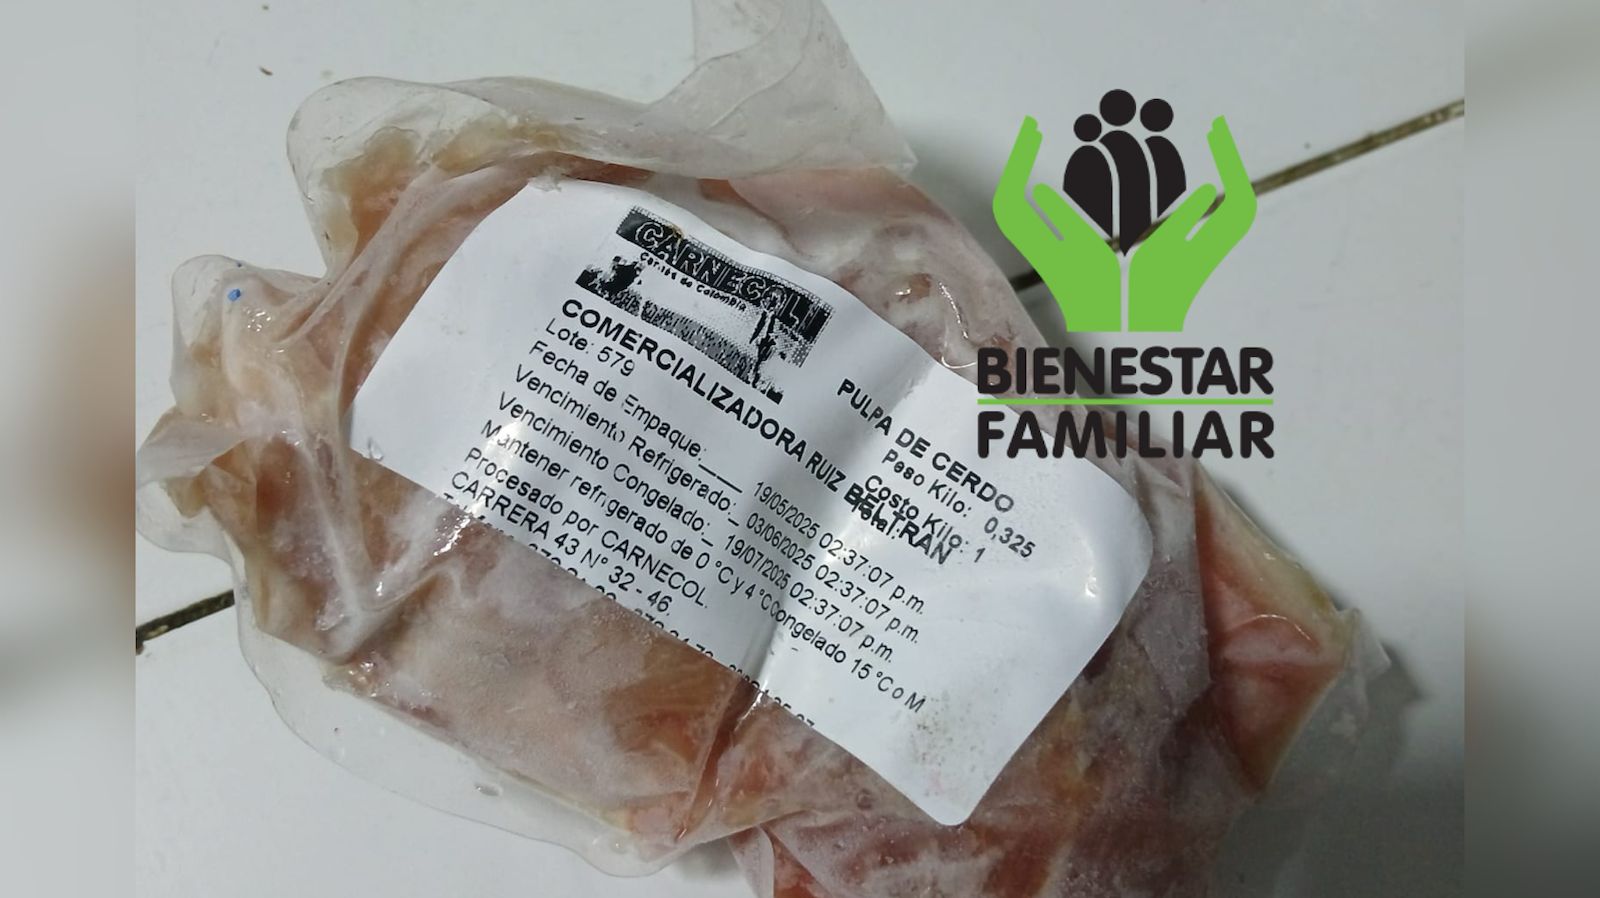 CARNECOL
Carnes de Colombia
COMERCIALIZADORA RUIZ BELTRAN
Lote: 579
Fecha de Empaque:____ 19/05/2025 02:37:07 p.m.
Vencimiento Refrigerado:_ 03/06/2025 02:37:07 p.m.
Vencimiento Congelado:_ 19/07/2025 02:37:07 p.m.
Mantener refrigerado de 0 °C y 4 °C Congelado 15 °C o M
Procesado por CARNECOL.
CARRERA 43 N° 32 - 46.
PULPA DE CERDO
Peso Kilo: 0,325
Costo Kilo: 1
Total:
BIENESTAR
FAMILIAR